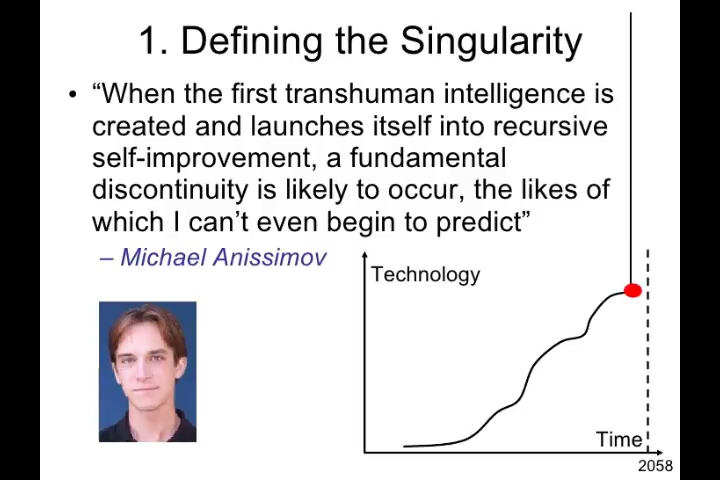 1. Defining the Singularity
• “When the first transhuman intelligence is
created and launches itself into recursive
self-improvement, a fundamental
discontinuity is likely to occur, the likes of
which I can’t even begin to predict”
– Michael Anissimov
Technology
Time
2058